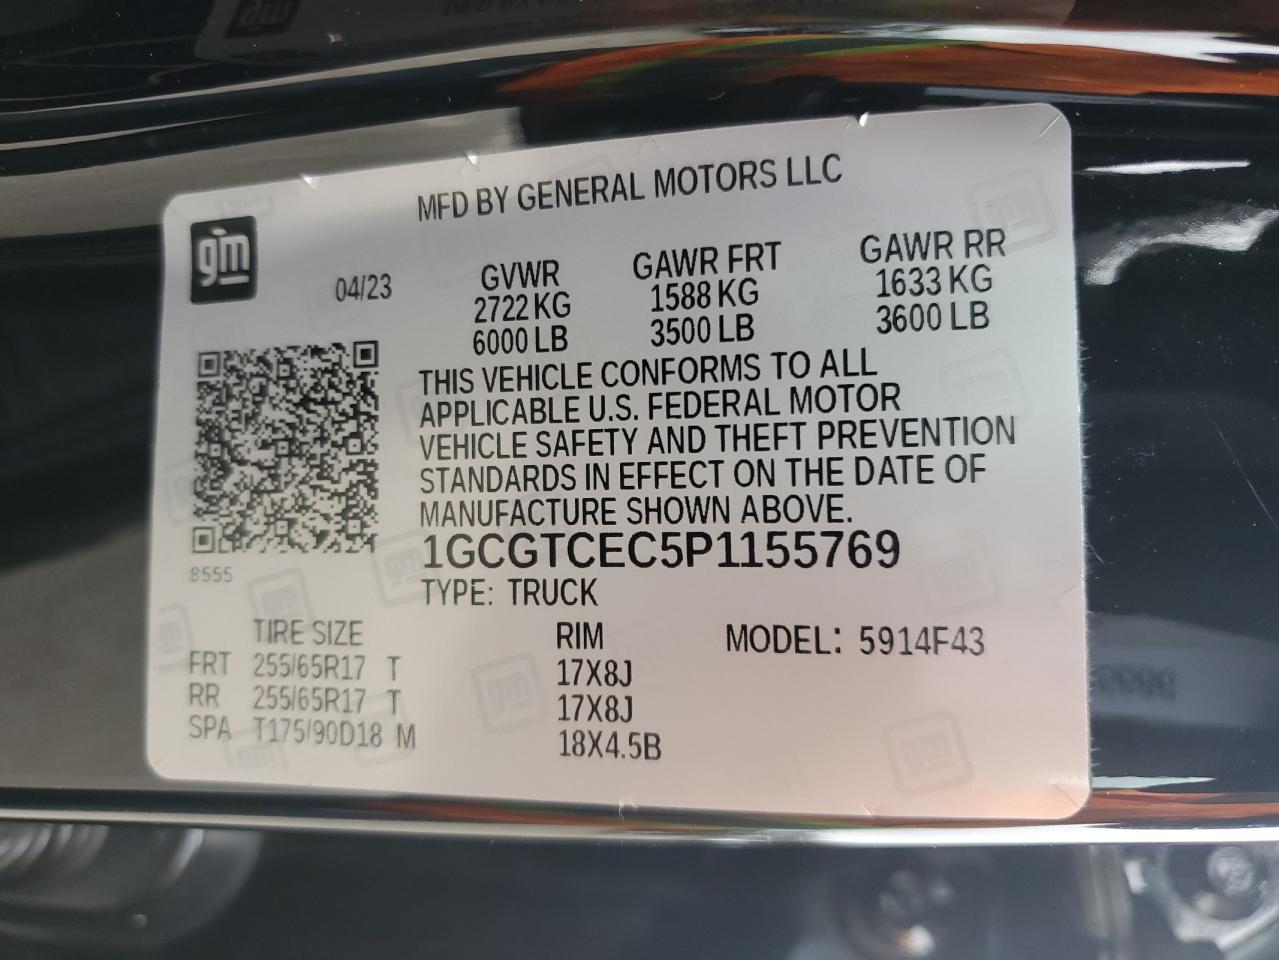 MFD BY GENERAL MOTORS LLC
gm
04/23
GVWR GAWR FRT GAWR RR
2722 KG 1588 KG 1633 KG
6000 LB 3500 LB 3600 LB
THIS VEHICLE CONFORMS TO ALL
APPLICABLE U.S. FEDERAL MOTOR
VEHICLE SAFETY AND THEFT PREVENTION
STANDARDS IN EFFECT ON THE DATE OF
MANUFACTURE SHOWN ABOVE.
8555
1GCGTCEC5P1155769
TYPE: TRUCK
TIRE SIZE RIM MODEL: 5914F43
FRT 255/65R17 T 17X8J
RR 255/65R17 T 17X8J
SPA T175/90D18 M 18X4.5B